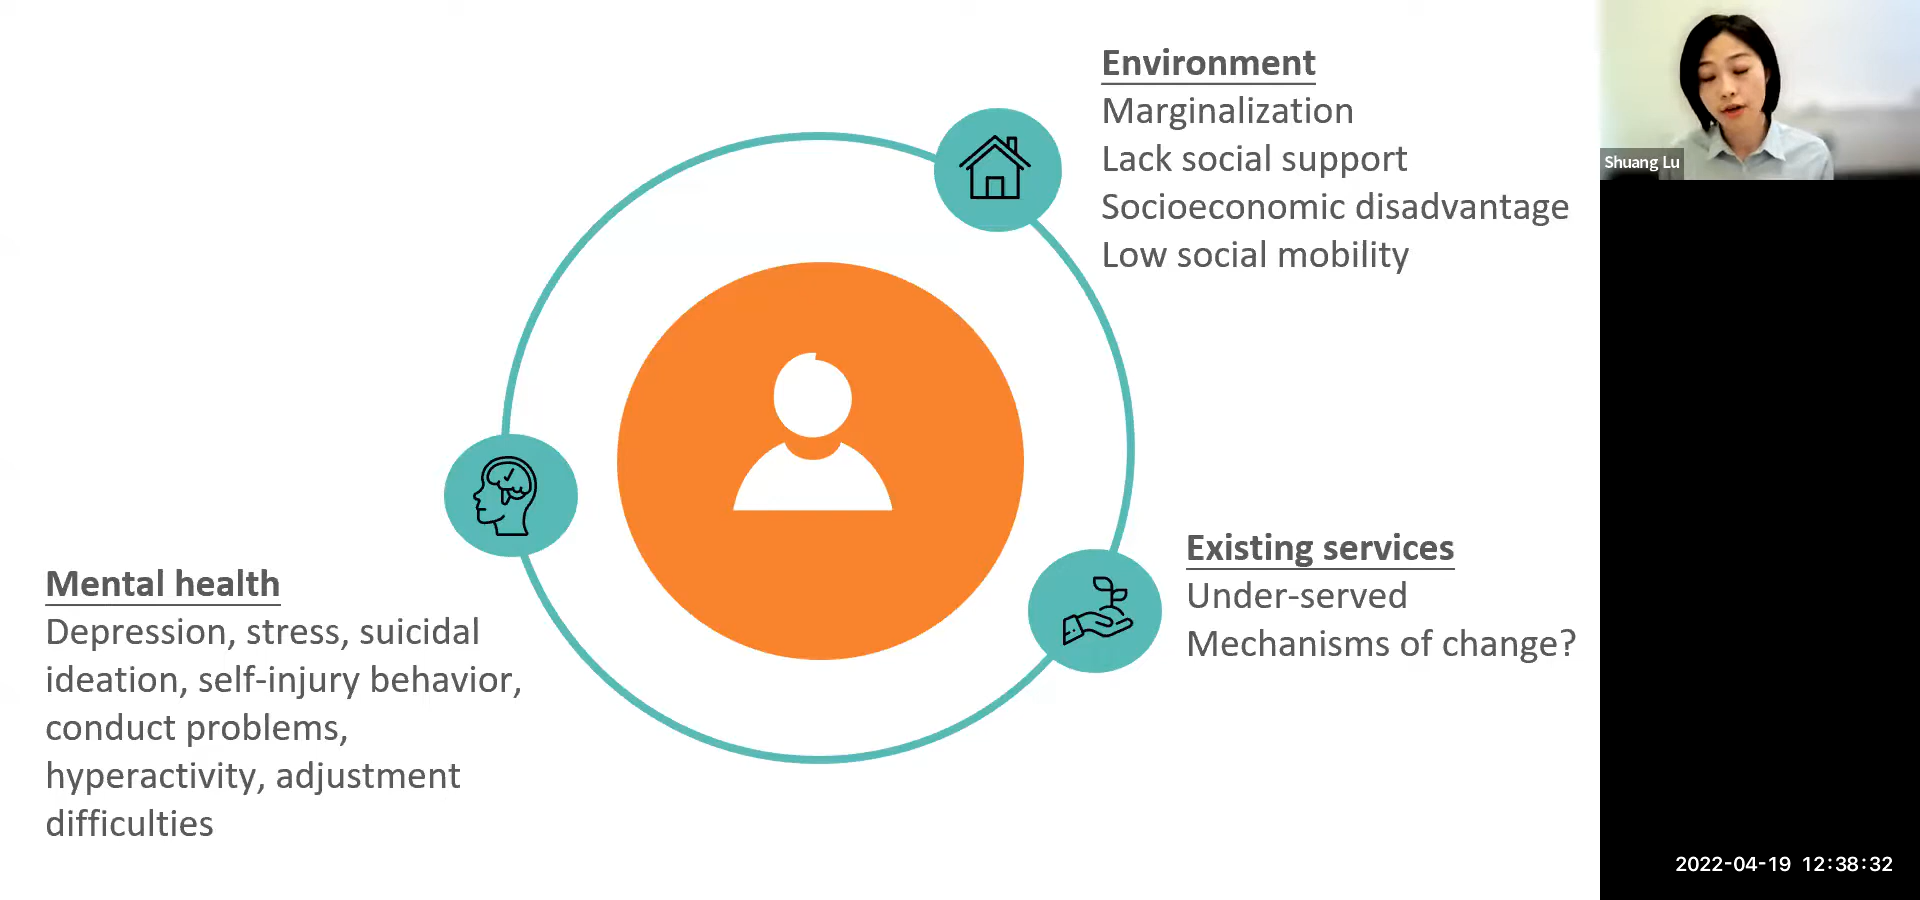 Environment
Marginalization
Lack social support
Socioeconomic disadvantage
Low social mobility
Existing services
Under-served
Mechanisms of change?
Mental health
Depression, stress, suicidal
ideation, self-injury behavior,
conduct problems,
hyperactivity, adjustment
difficulties
Shuang Lu
2022-04-19 12:38:32